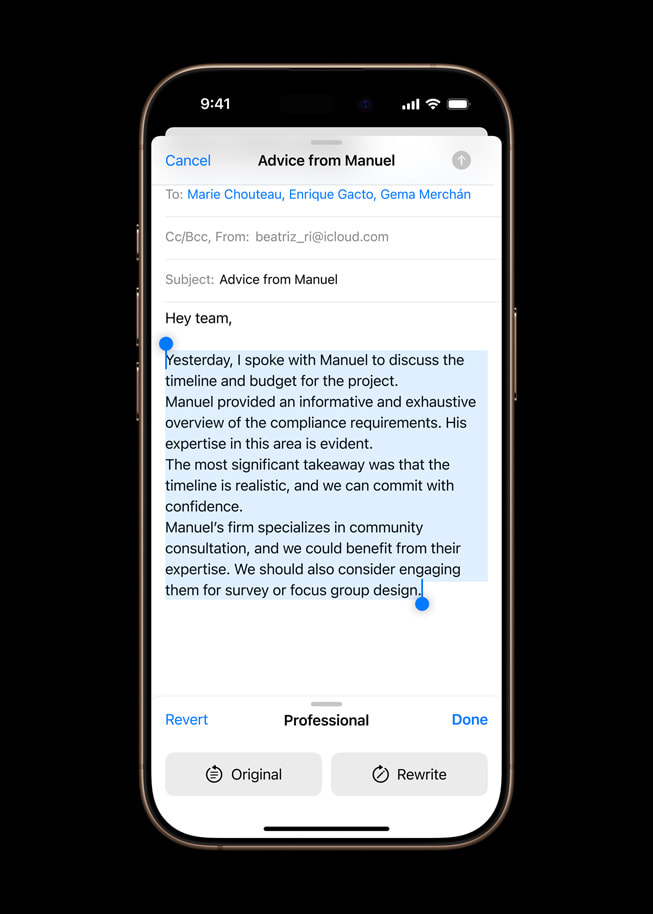 9:41
Cancel Advice from Manuel
To: Marie Chouteau, Enrique Gacto, Gema Merchán
Cc/Bcc, From: beatriz_ri@icloud.com
Subject: Advice from Manuel
Hey team,
Yesterday, I spoke with Manuel to discuss the
timeline and budget for the project.
Manuel provided an informative and exhaustive
overview of the compliance requirements. His
expertise in this area is evident.
The most significant takeaway was that the
timeline is realistic, and we can commit with
confidence.
Manuel’s firm specializes in community
consultation, and we could benefit from their
expertise. We should also consider engaging
them for survey or focus group design.
Revert Professional Done
Original Rewrite